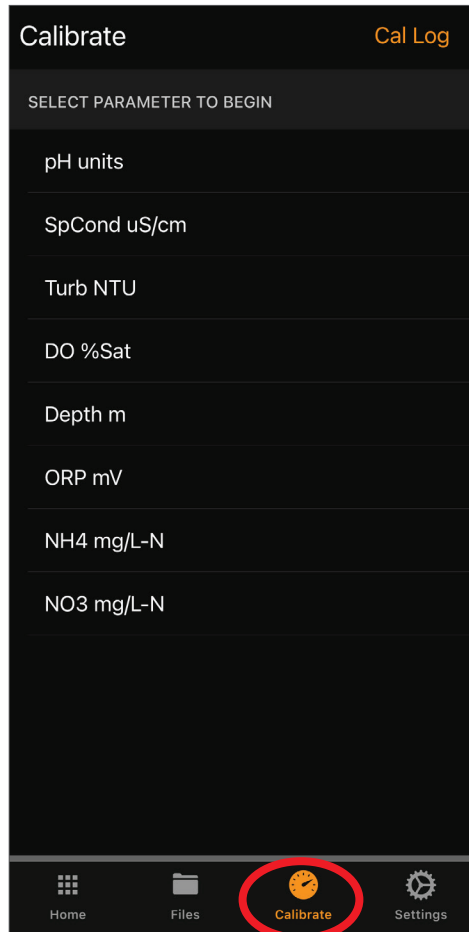 Calibrate Cal Log
SELECT PARAMETER TO BEGIN
pH units
SpCond uS/cm
Turb NTU
DO %Sat
Depth m
ORP mV
NH4 mg/L-N
NO3 mg/L-N
Home Files Calibrate Settings